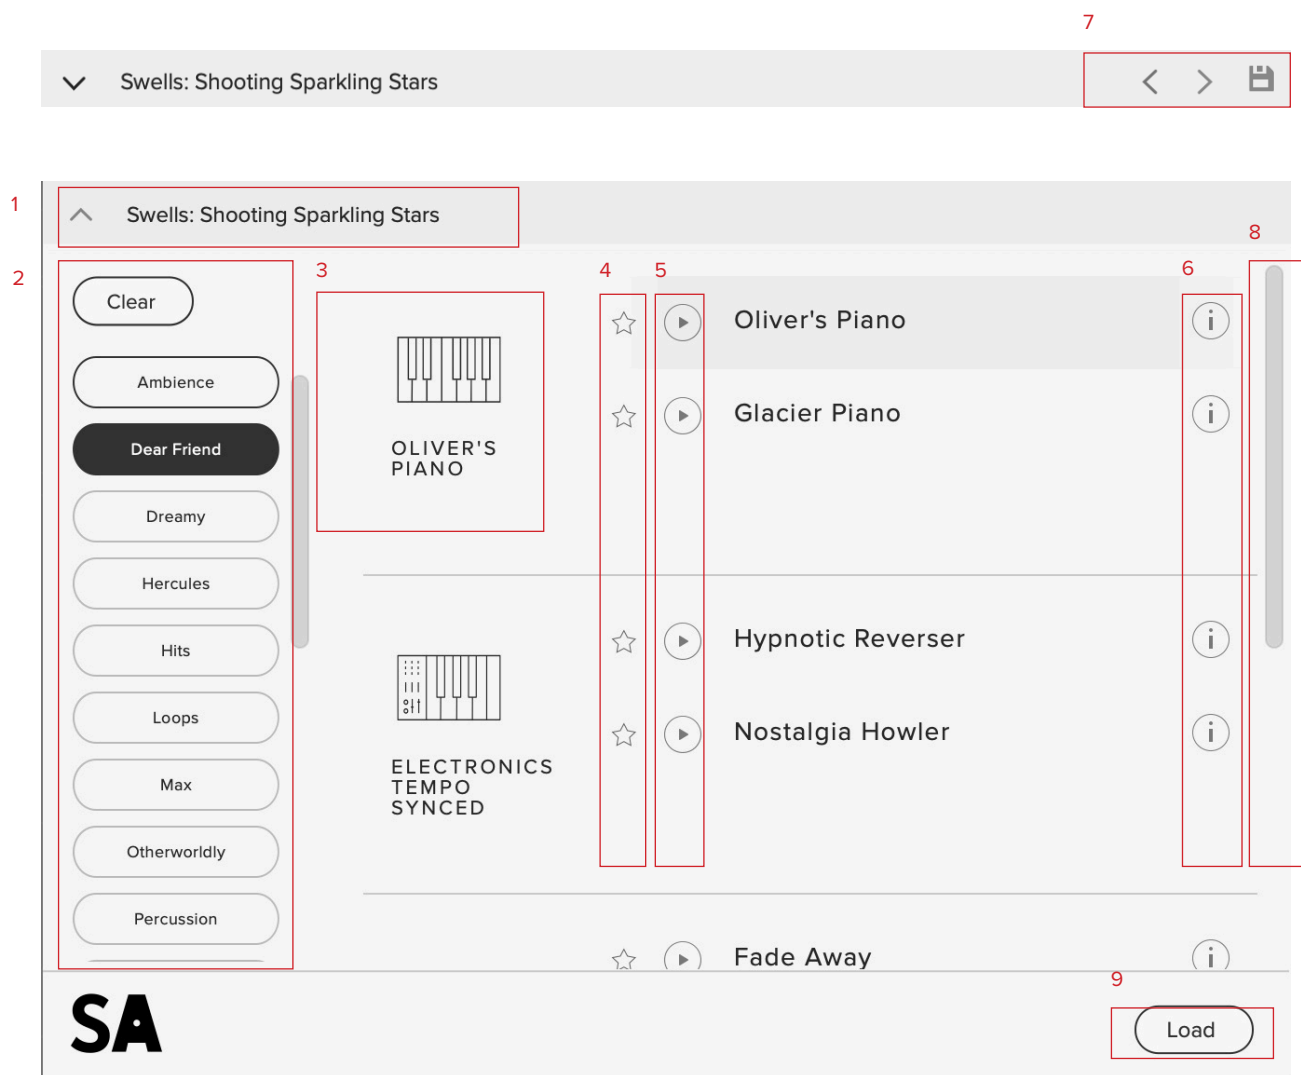 7
Swells: Shooting Sparkling Stars
1
Swells: Shooting Sparkling Stars
8
2
Clear
Ambience
Dear Friend
Dreamy
Hercules
Hits
Loops
Max
Otherworldly
Percussion
3
OLIVER'S
PIANO
4
5
6
Oliver's Piano
i
Glacier Piano
i
ELECTRONICS
TEMPO
SYNCED
Hypnotic Reverser
i
Nostalgia Howler
i
Fade Away
i
9
SA
Load